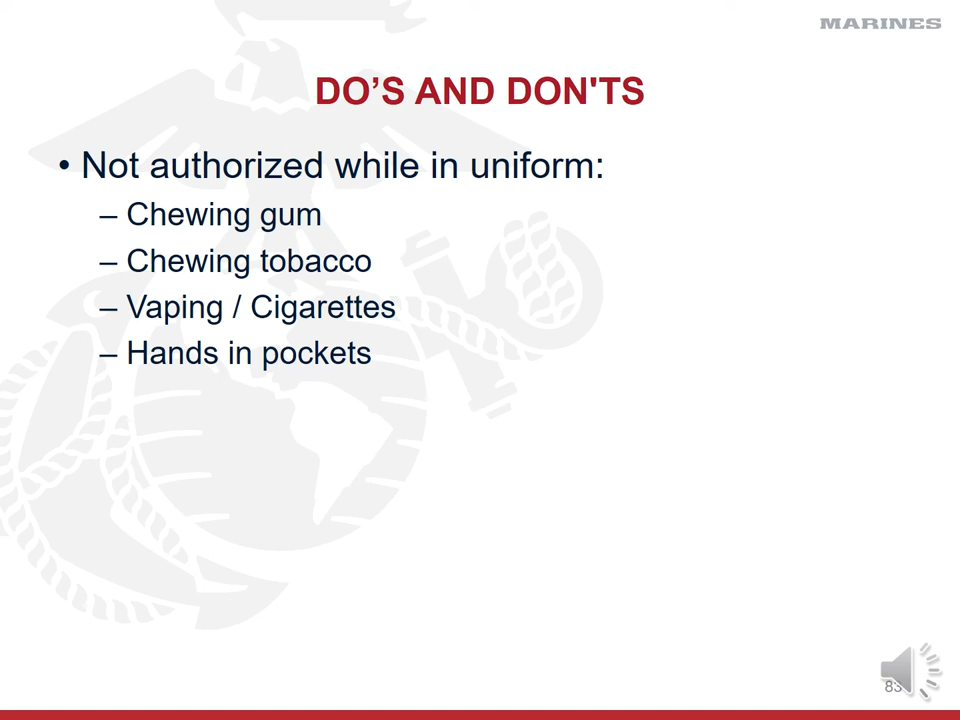 MARINES
DO’S AND DON'TS
• Not authorized while in uniform:
– Chewing gum
– Chewing tobacco
– Vaping / Cigarettes
– Hands in pockets
83